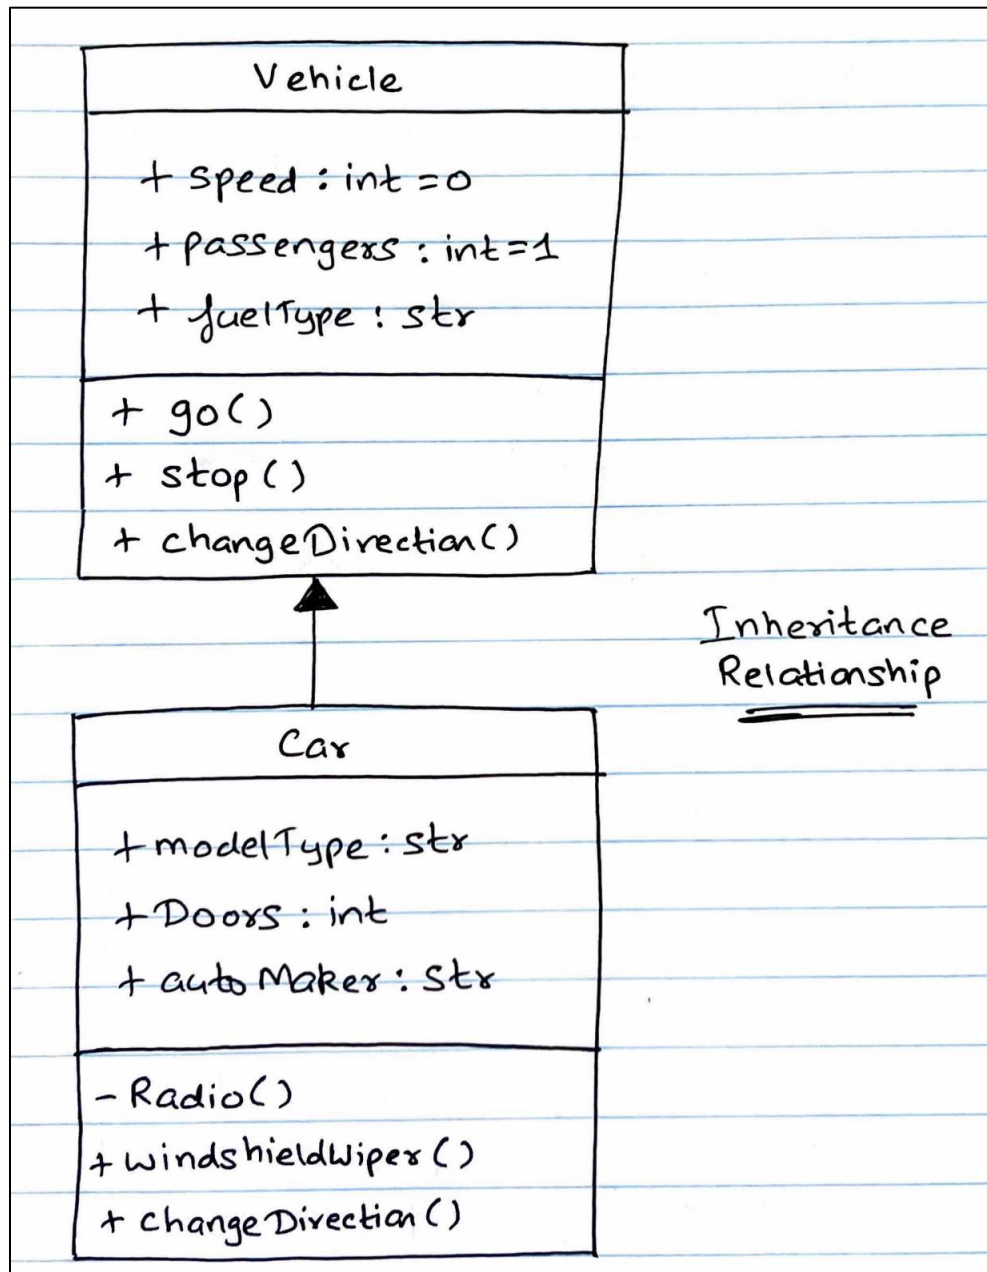 Vehicle
+ speed : int = 0
+ passengers : int = 1
+ fuelType : str
+ go()
+ stop()
+ changeDirection()
Inheritance
Relationship
Car
+ modelType : str
+ Doors : int
+ autoMaker : str
- Radio()
+ windshieldWiper()
+ changeDirection()